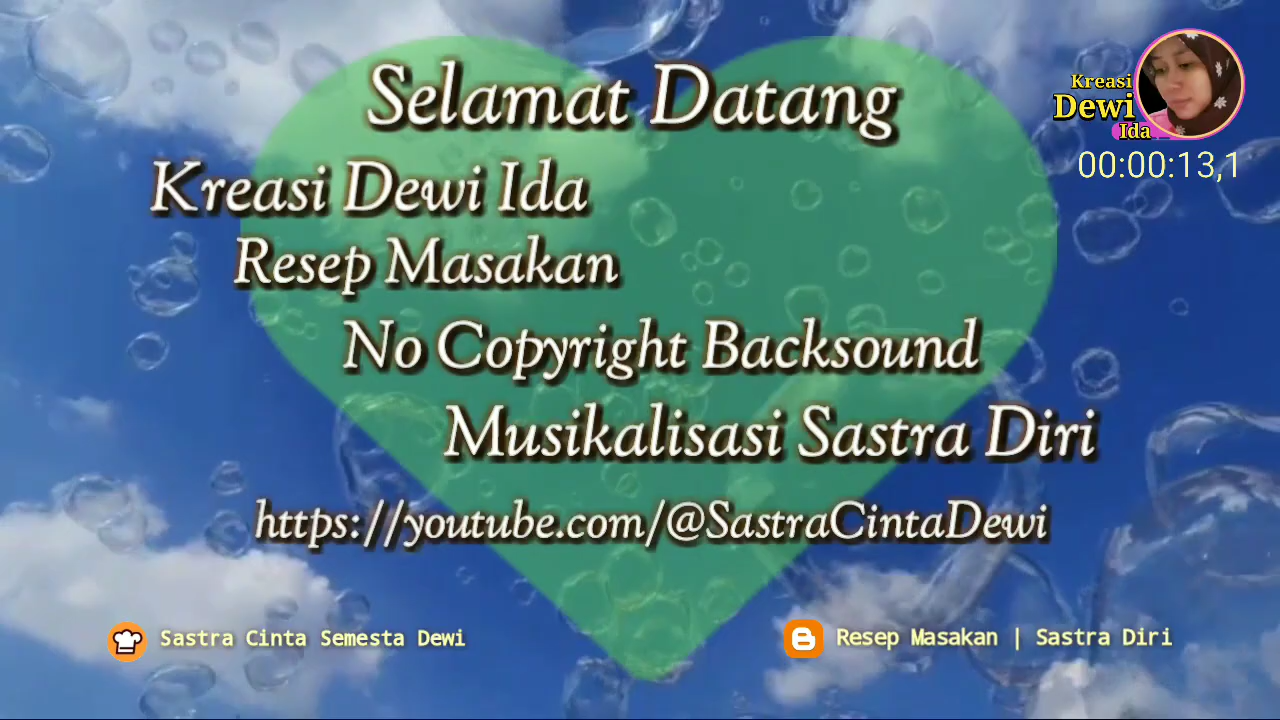 Selamat Datang
Kreasi
Dewi
Ida
00:00:13,1
Kreasi Dewi Ida
Resep Masakan
No Copyright Backsound
Musikalisasi Sastra Diri
https://youtube.com/@SastraCintaDewi
Sastra Cinta Semesta Dewi
Resep Masakan | Sastra Diri